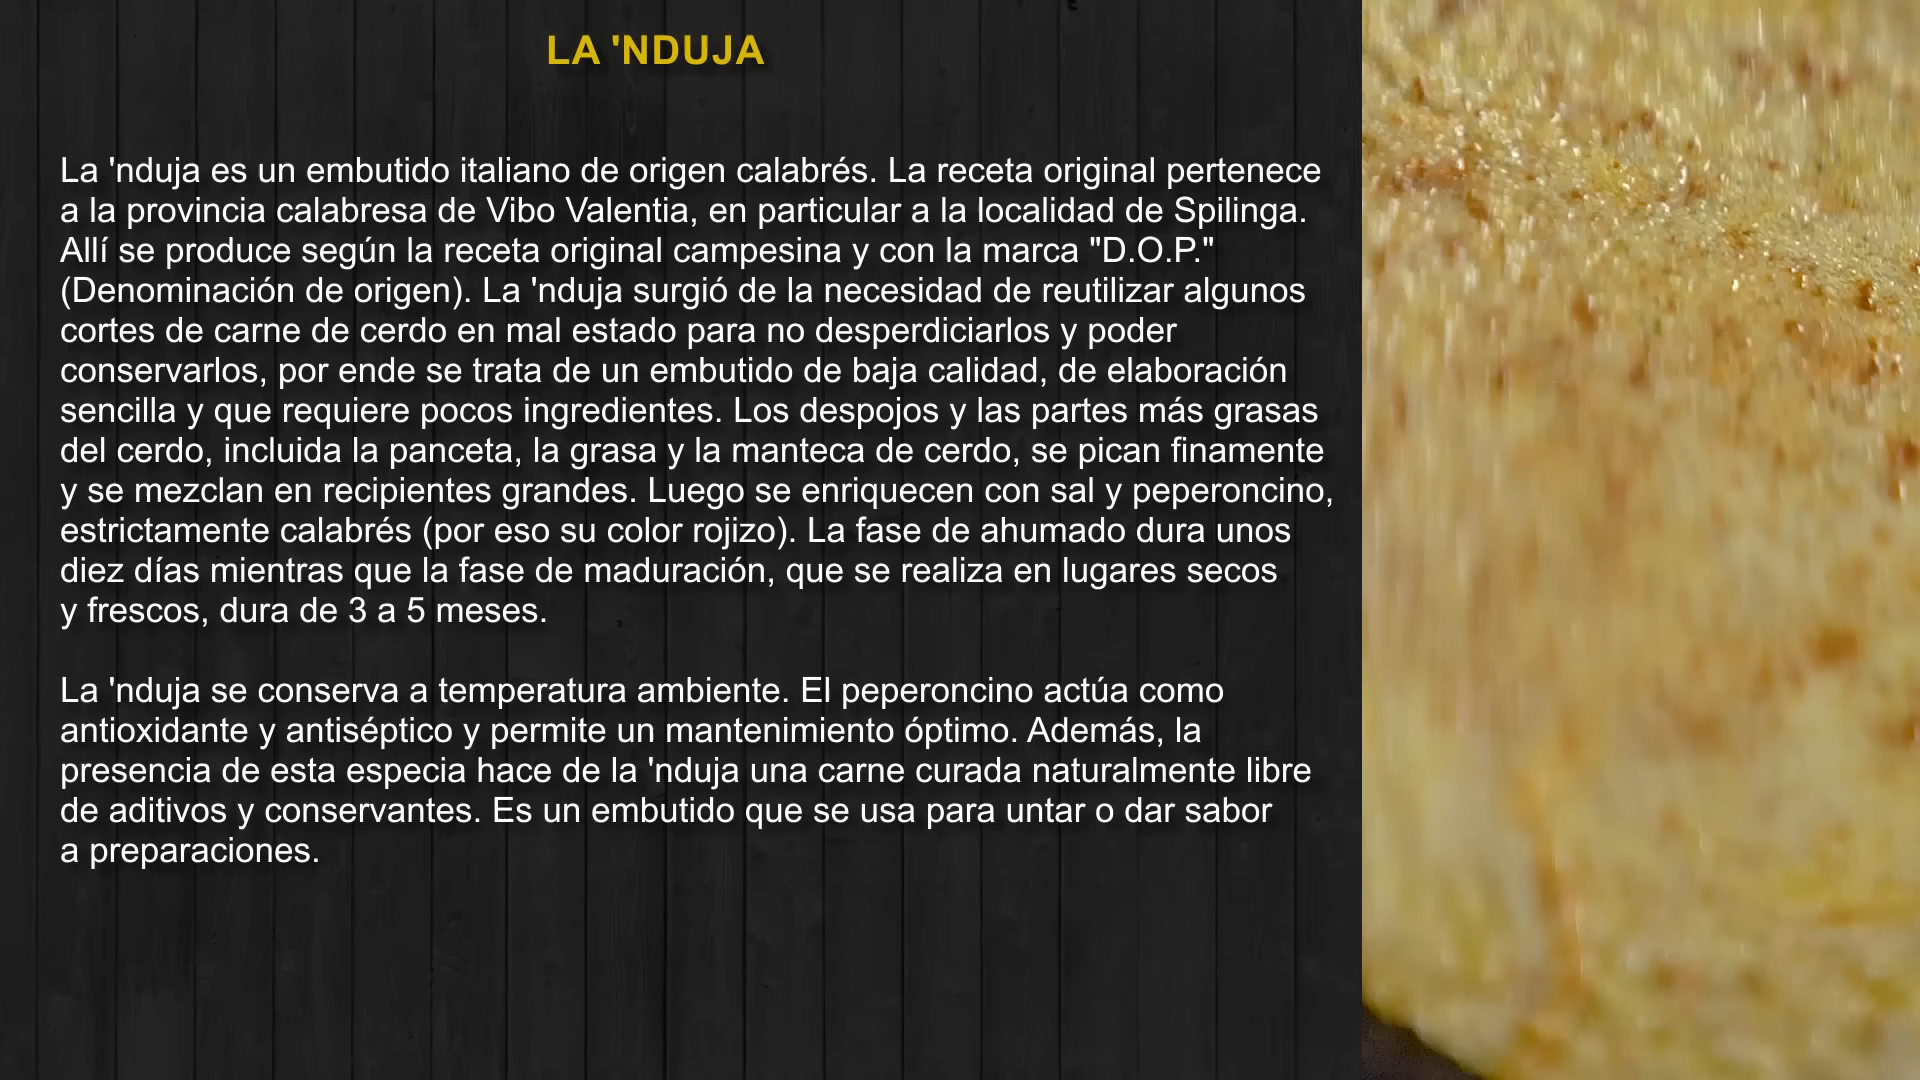 LA 'NDUJA
La 'nduja es un embutido italiano de origen calabrés. La receta original pertenece
a la provincia calabresa de Vibo Valentia, en particular a la localidad de Spilinga.
Allí se produce según la receta original campesina y con la marca "D.O.P."
(Denominación de origen). La 'nduja surgió de la necesidad de reutilizar algunos
cortes de carne de cerdo en mal estado para no desperdiciarlos y poder
conservarlos, por ende se trata de un embutido de baja calidad, de elaboración
sencilla y que requiere pocos ingredientes. Los despojos y las partes más grasas
del cerdo, incluida la panceta, la grasa y la manteca de cerdo, se pican finamente
y se mezclan en recipientes grandes. Luego se enriquecen con sal y peperoncino,
estrictamente calabrés (por eso su color rojizo). La fase de ahumado dura unos
diez días mientras que la fase de maduración, que se realiza en lugares secos
y frescos, dura de 3 a 5 meses.
La 'nduja se conserva a temperatura ambiente. El peperoncino actúa como
antioxidante y antiséptico y permite un mantenimiento óptimo. Además, la
presencia de esta especia hace de la 'nduja una carne curada naturalmente libre
de aditivos y conservantes. Es un embutido que se usa para untar o dar sabor
a preparaciones.